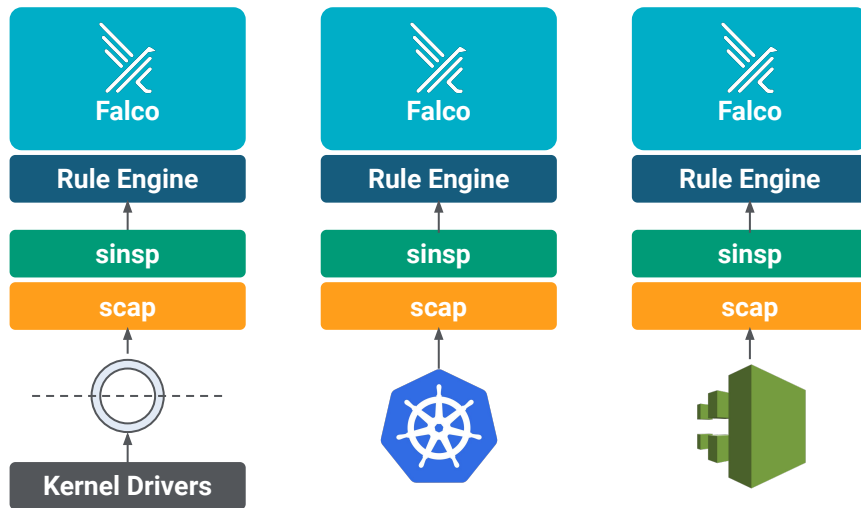 Falco
Falco
Falco
Rule Engine
Rule Engine
Rule Engine
sinsp
sinsp
sinsp
scap
scap
scap
Kernel Drivers